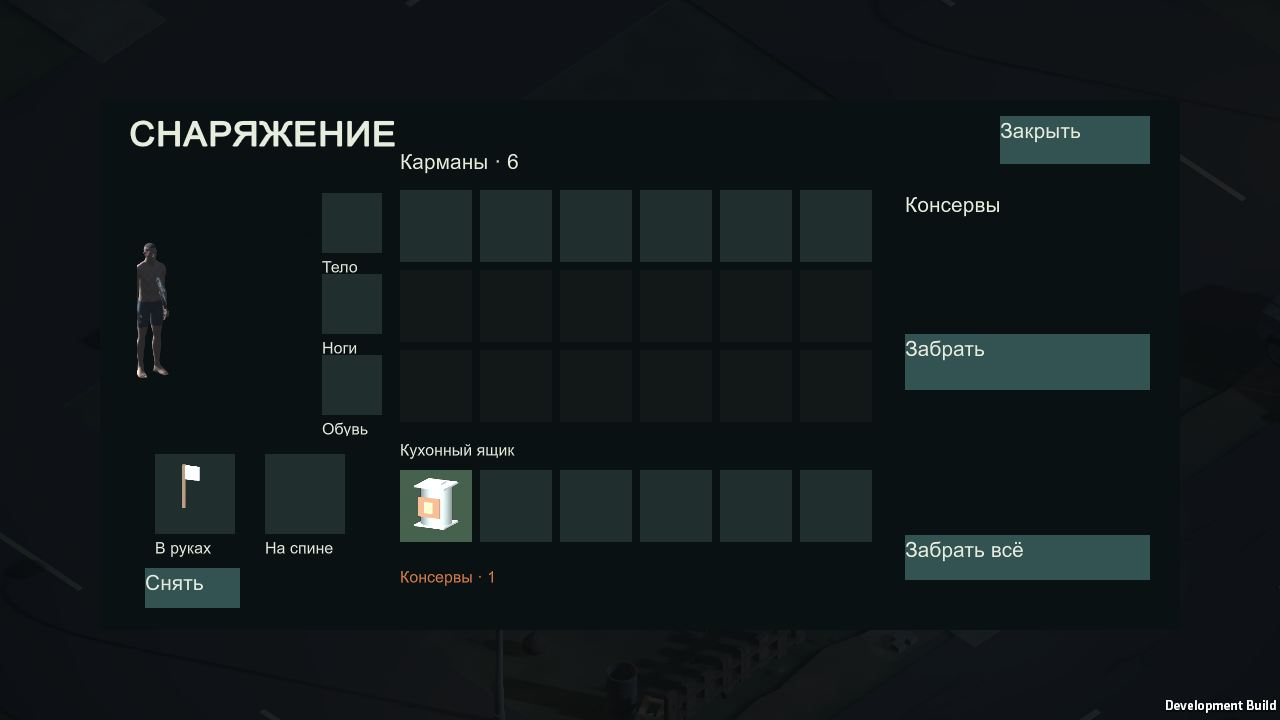 СНАРЯЖЕНИЕ
Закрыть
Карманы · 6
Консервы
Тело
Ноги
Забрать
Обувь
Кухонный ящик
В руках
На спине
Забрать всё
Снять
Консервы · 1
Development Build